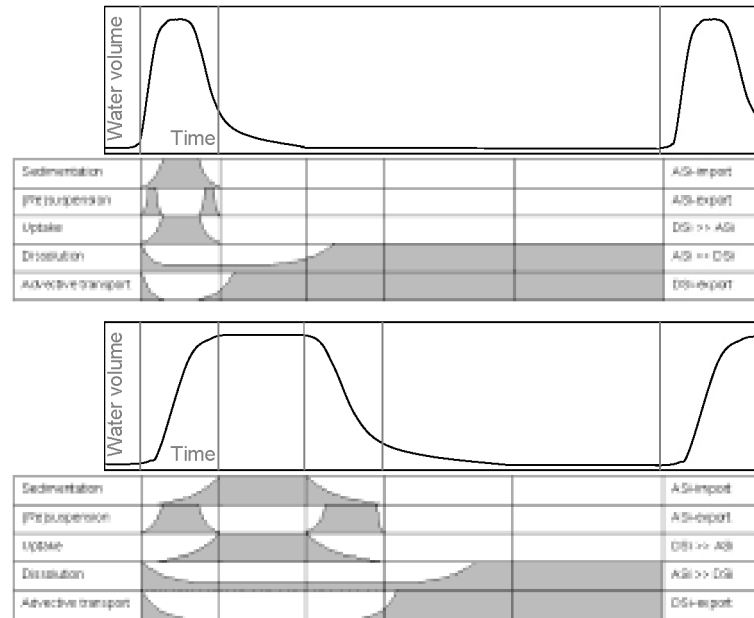 Water volume
Time
Sedimentation ASi-import
(Re)suspension ASi-export
Uptake DSi >> ASi
Dissolution ASi >> DSi
Advective transport DSi-export
Water volume
Time
Sedimentation ASi-import
(Re)suspension ASi-export
Uptake DSi >> ASi
Dissolution ASi >> DSi
Advective transport DSi-export